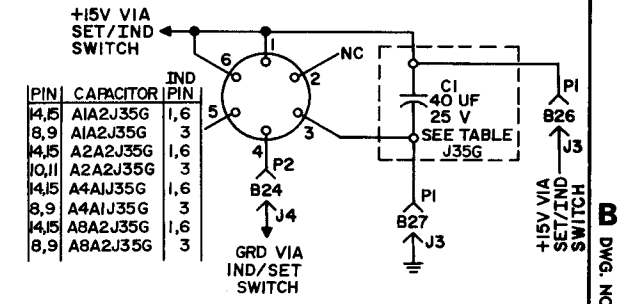 +15V VIA
SET/IND
SWITCH
6
1
2
NC
5
3
4
P2
B24
J4
GRD VIA
IND/SET
SWITCH
C1
40 UF
25 V
SEE TABLE
J35G
P1
B27
J3
P1
B26
J3
+15V VIA
SET/IND
SWITCH
PIN CAPACITOR IND PIN
14,15 A1A2J35G 1,6
8,9 A1A2J35G 3
14,15 A2A2J35G 1,6
10,11 A2A2J35G 3
14,15 A4A1J35G 1,6
8,9 A4A1J35G 3
14,15 A8A2J35G 1,6
8,9 A8A2J35G 3
B DWG. NO